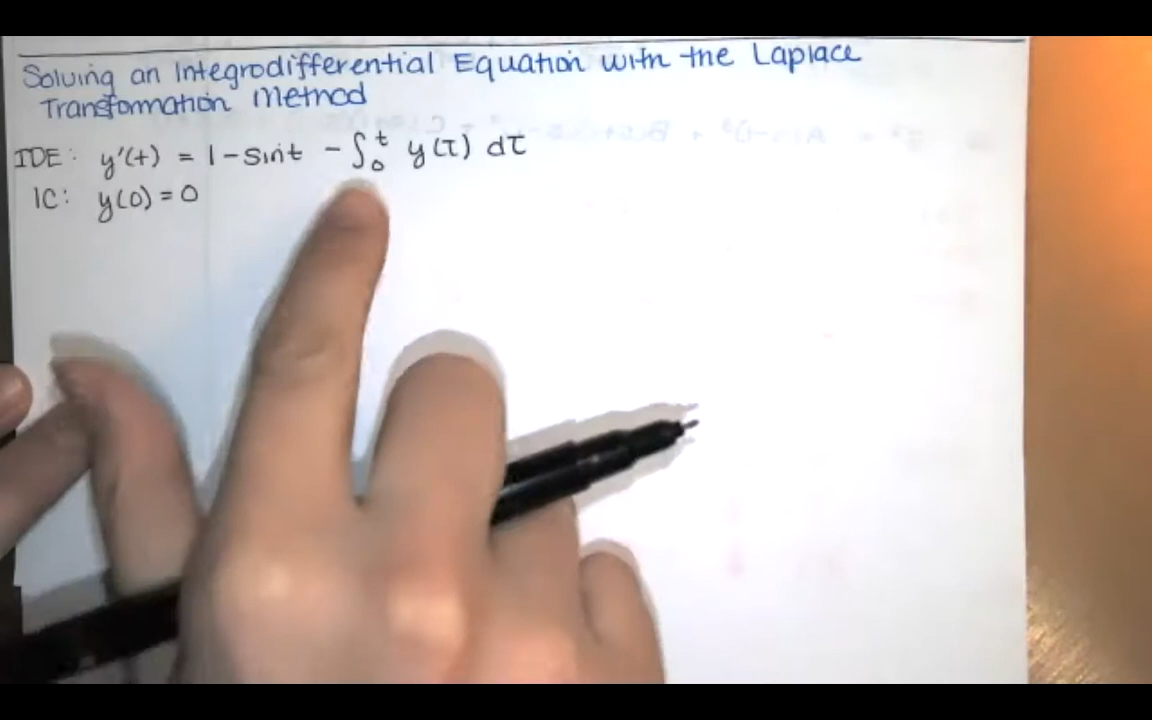 Solving an Integrodifferential Equation with the Laplace
Transformation Method
IDE: y'(t) = 1 - sint - ∫₀ᵗ y(τ) dτ
IC: y(0) = 0